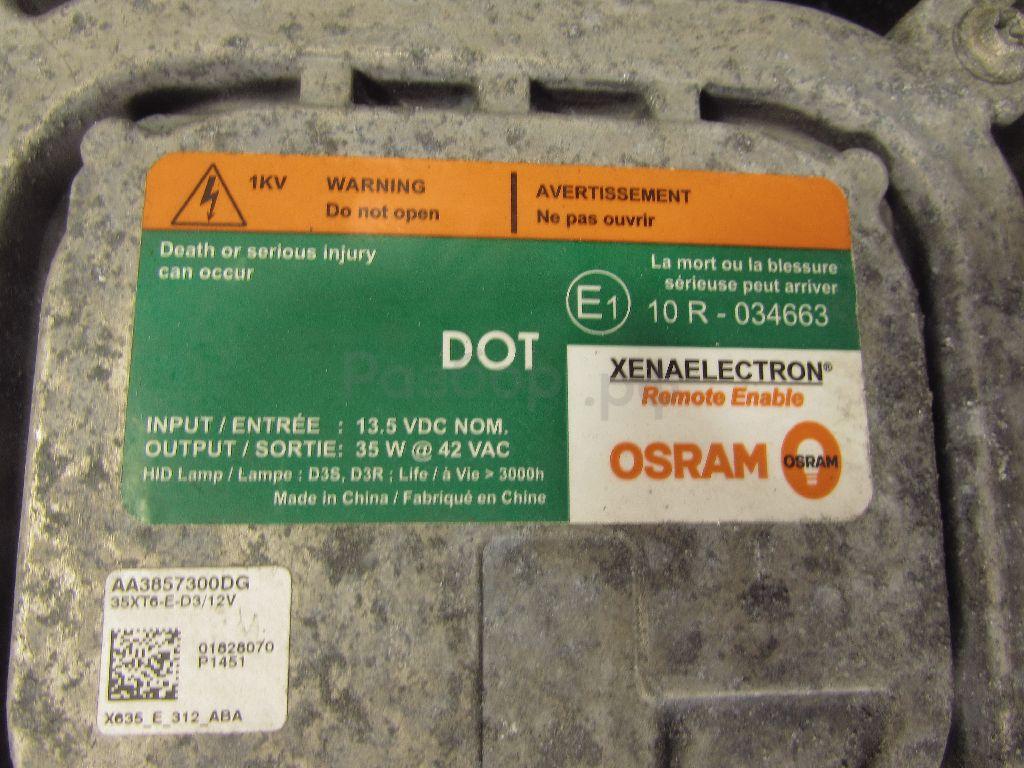 1KV
WARNING
Do not open
AVERTISSEMENT
Ne pas ouvrir
Death or serious injury
can occur
La mort ou la blessure
sérieuse peut arriver
E1
10 R - 034663
DOT
XENAELECTRON®
Remote Enable
INPUT / ENTRÉE : 13.5 VDC NOM.
OUTPUT / SORTIE: 35 W @ 42 VAC
HID Lamp / Lampe : D3S, D3R ; Life / à Vie > 3000h
Made in China / Fabriqué en Chine
OSRAM
OSRAM
AA3857300DG
35XT6-E-D3/12V
01828070
P1451
X635_E_312_ABA